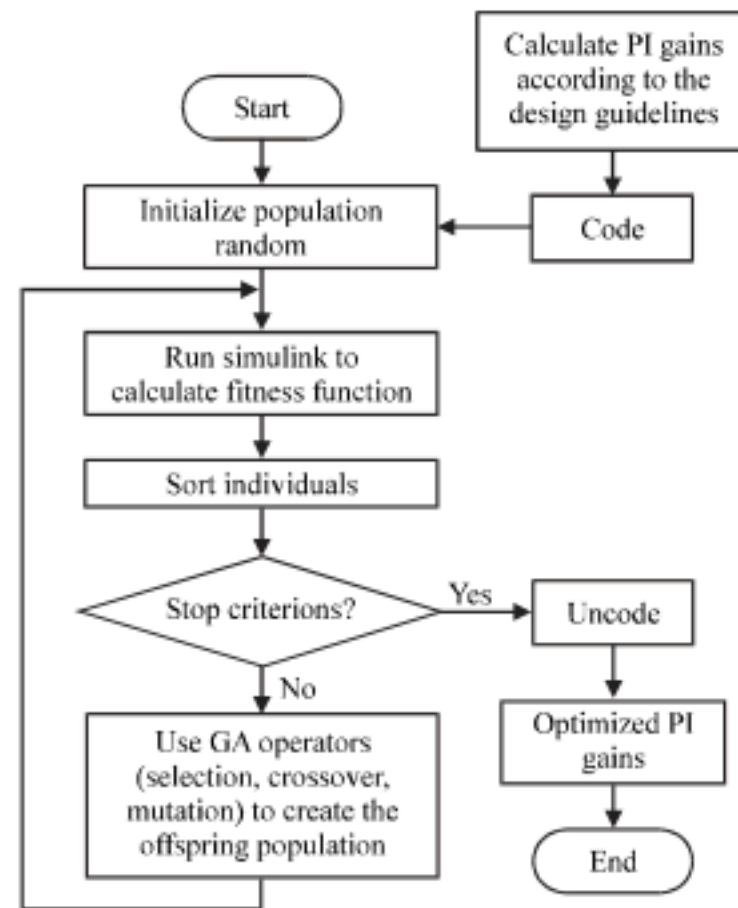 Calculate PI gains
according to the
design guidelines
Start
Initialize population
random
Code
Run simulink to
calculate fitness function
Sort individuals
Stop criterions?
Yes
Uncode
No
Use GA operators
(selection, crossover,
mutation) to create the
offspring population
Optimized PI
gains
End